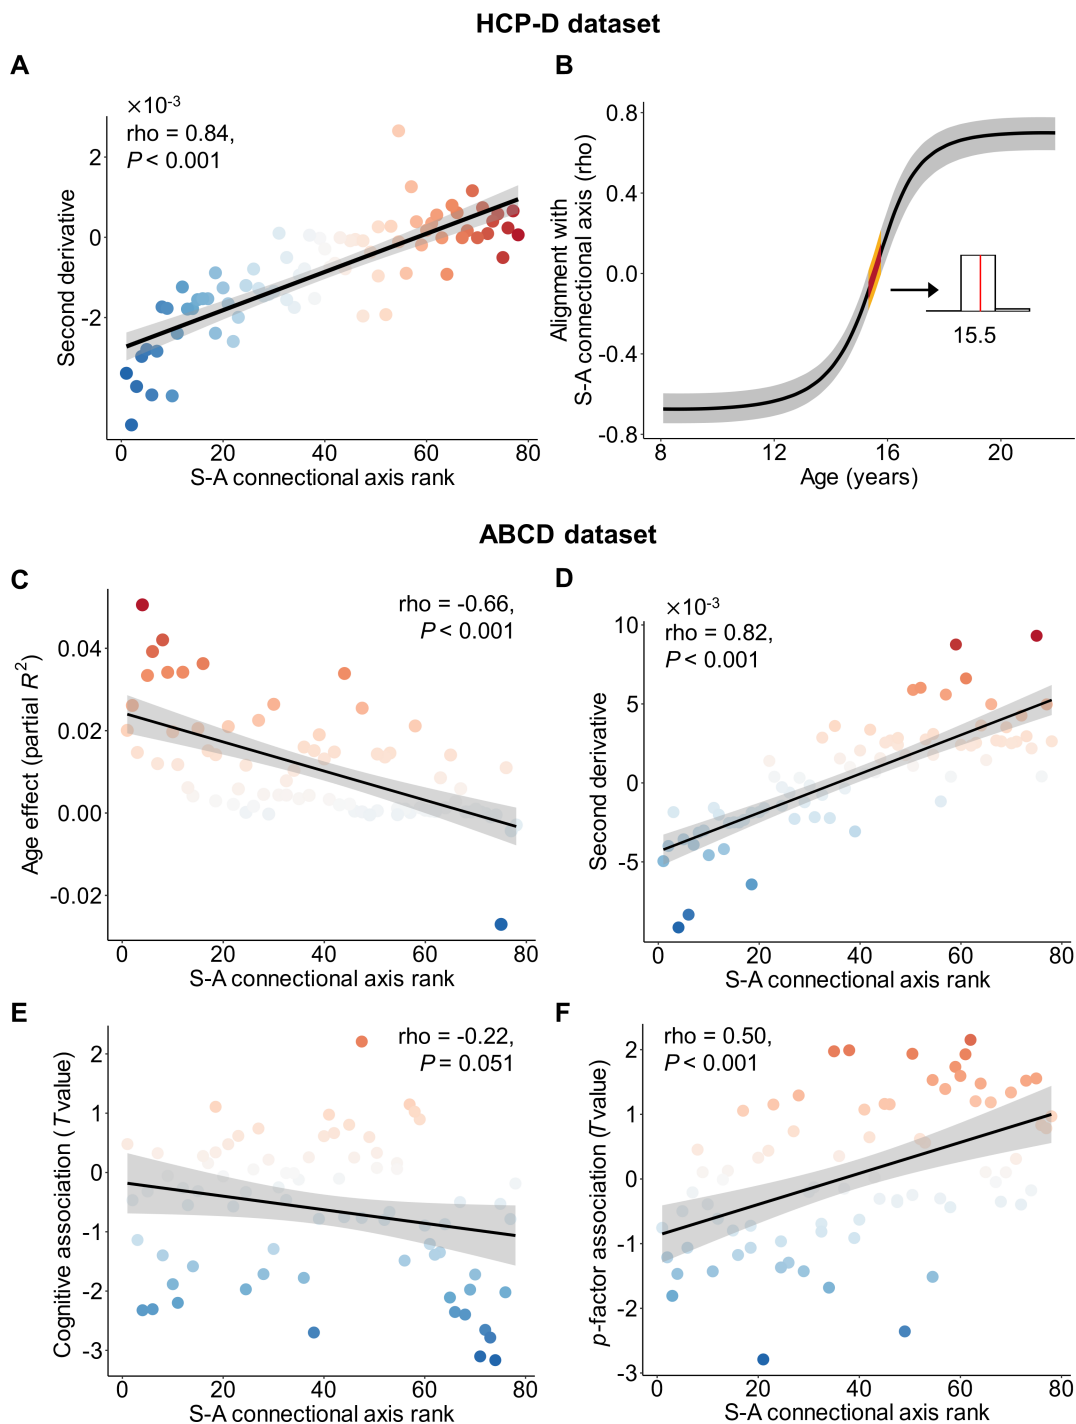 HCP-D dataset
A
×10-3
rho = 0.84,
P < 0.001
Second derivative
2
0
-2
0
20
40
60
80
S-A connectional axis rank
B
Alignment with
S-A connectional axis (rho)
0.8
0.4
0.0
-0.4
-0.8
15.5
8
12
16
20
Age (years)
ABCD dataset
C
rho = -0.66,
P < 0.001
Age effect (partial R2)
0.04
0.02
0.00
-0.02
0
20
40
60
80
S-A connectional axis rank
D
×10-3
rho = 0.82,
P < 0.001
Second derivative
10
5
0
-5
0
20
40
60
80
S-A connectional axis rank
E
rho = -0.22,
P = 0.051
Cognitive association (T value)
2
1
0
-1
-2
-3
0
20
40
60
80
S-A connectional axis rank
F
rho = 0.50,
P < 0.001
p-factor association (T value)
2
1
0
-1
-2
-3
0
20
40
60
80
S-A connectional axis rank